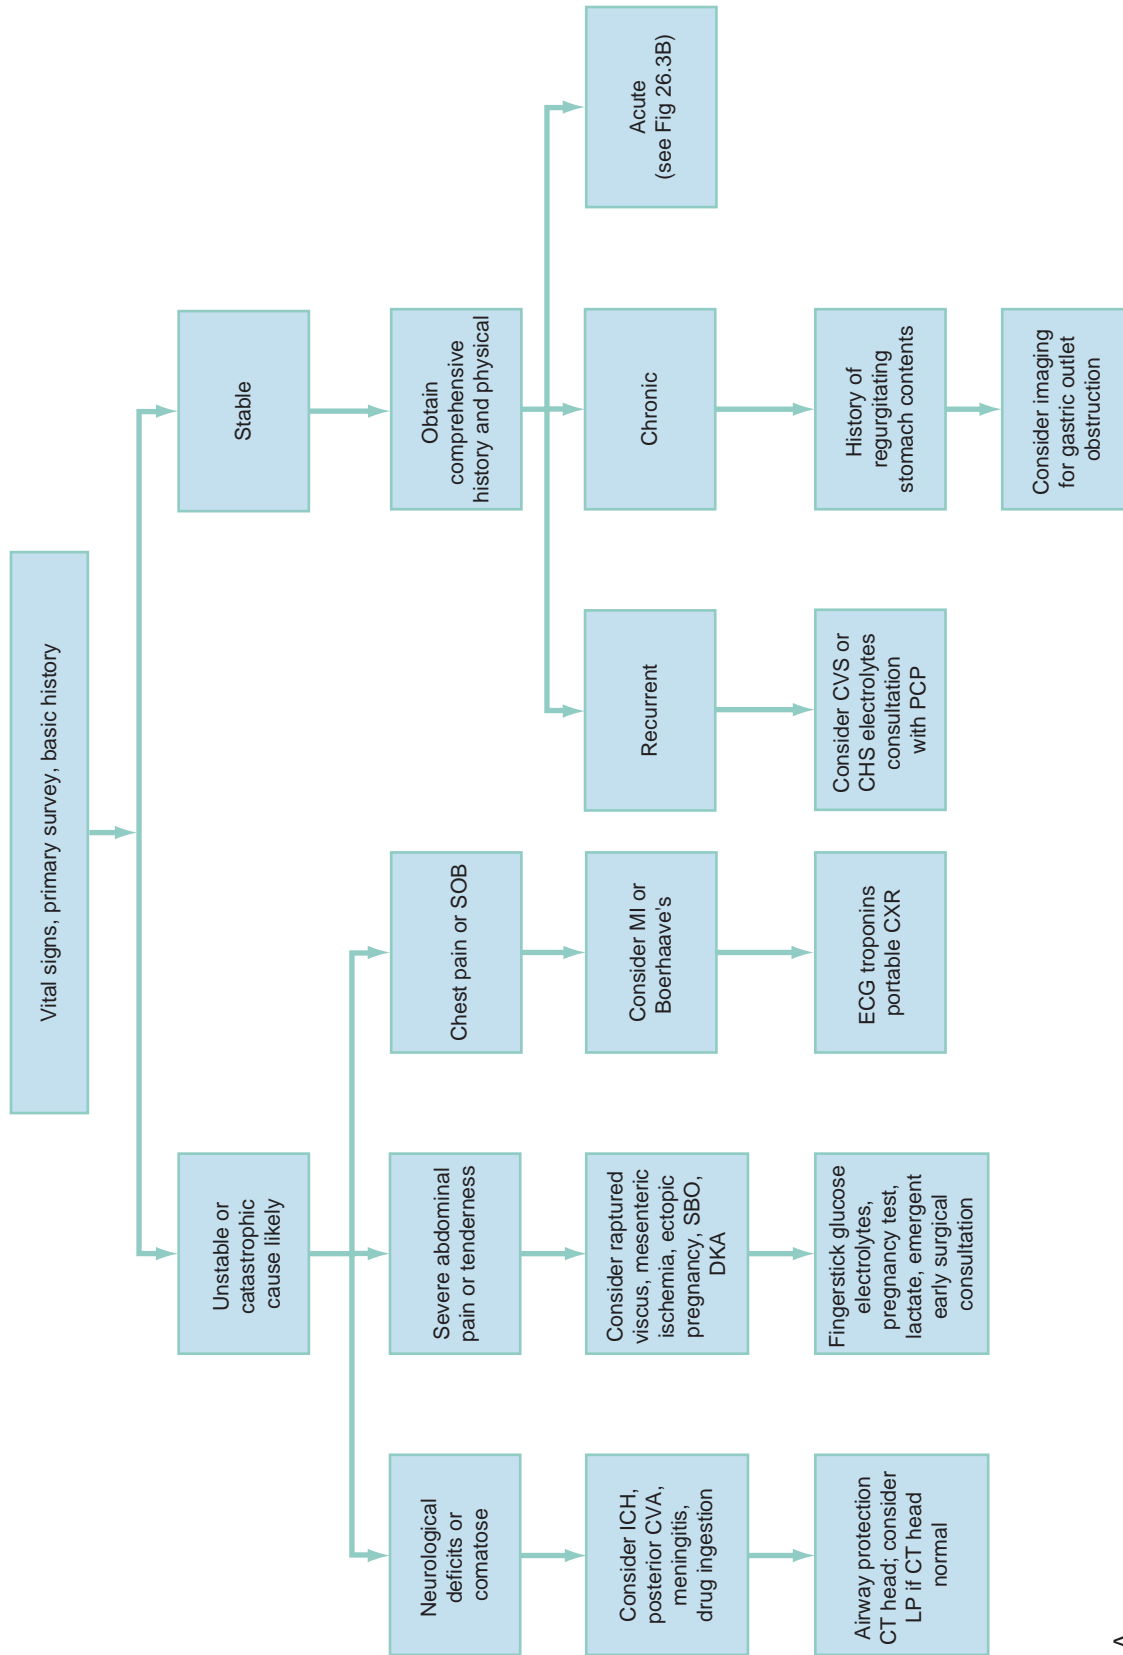 Vital signs, primary survey, basic history
Unstable or
catastrophic
cause likely
Stable
Neurological
deficits or
comatose
Severe abdominal
pain or tenderness
Chest pain or SOB
Obtain
comprehensive
history and physical
Consider ICH,
posterior CVA,
meningitis,
drug ingestion
Consider raptured
viscus, mesenteric
ischemia, ectopic
pregnancy, SBO,
DKA
Consider MI or
Boerhaave's
Recurrent
Chronic
Acute
(see Fig 26.3B)
Airway protection
CT head; consider
LP if CT head
normal
Fingerstick glucose
electrolytes,
pregnancy test,
lactate, emergent
early surgical
consultation
ECG troponins
portable CXR
Consider CVS or
CHS electrolytes
consultation
with PCP
History of
regurgitating
stomach contents
Consider imaging
for gastric outlet
obstruction
A